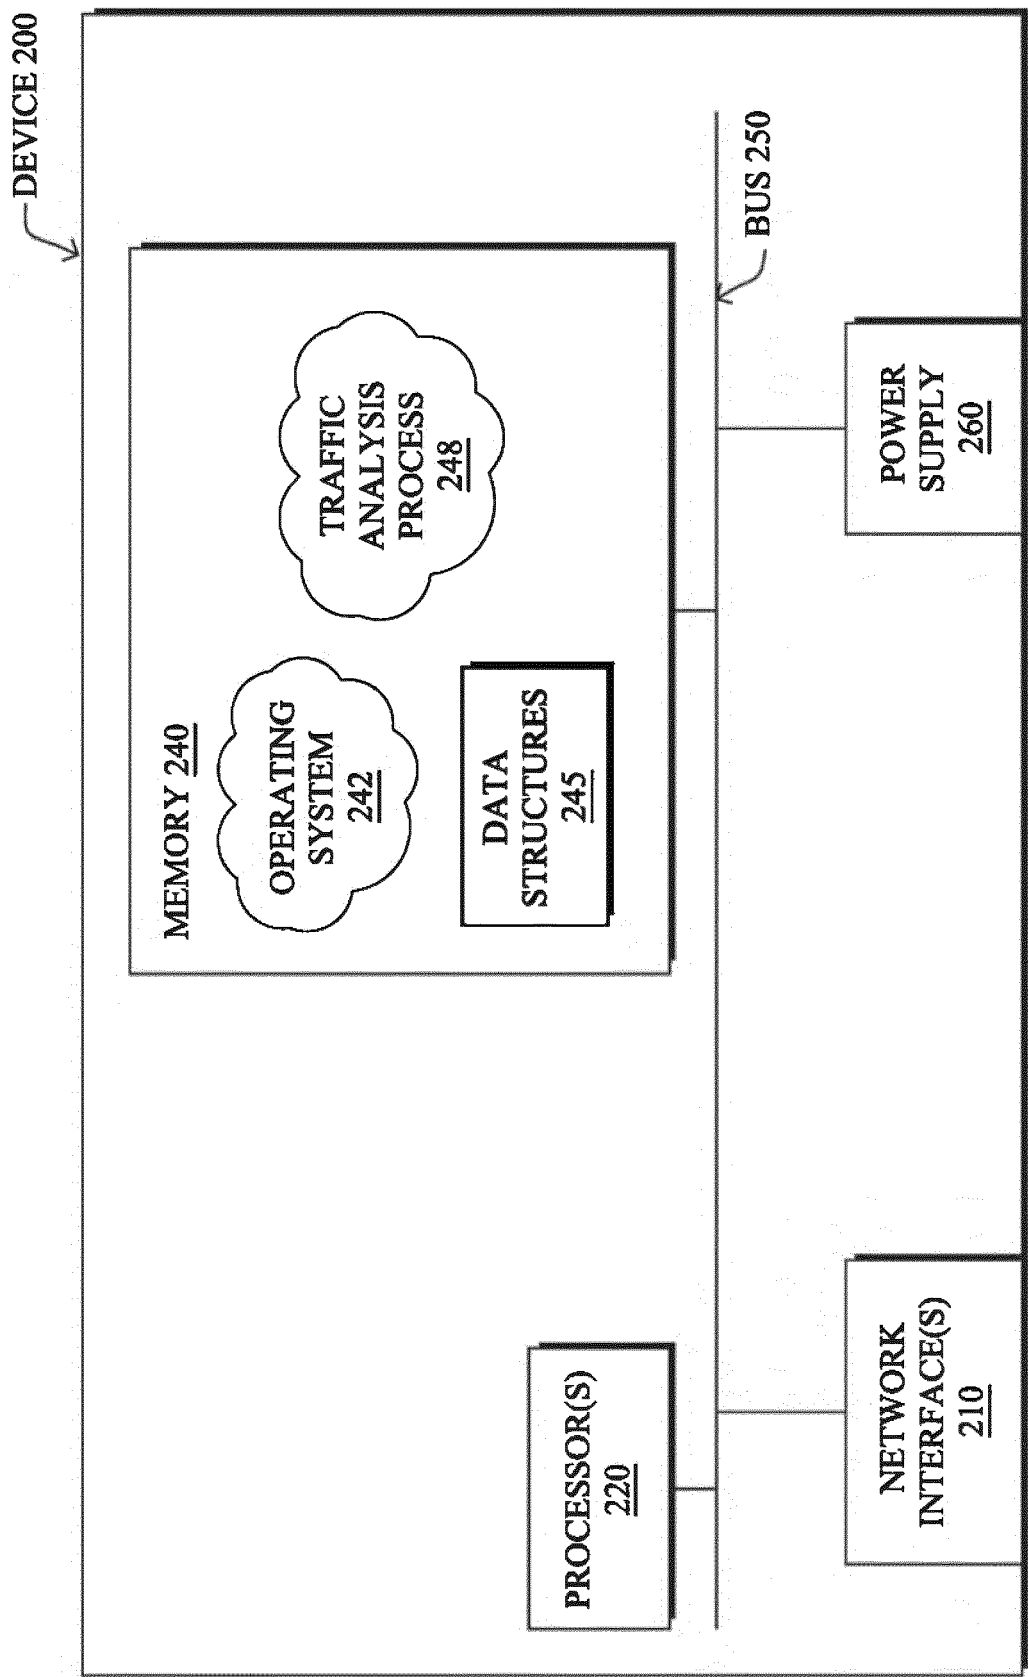 DEVICE 200
MEMORY 240
OPERATING
SYSTEM
242
TRAFFIC
ANALYSIS
PROCESS
248
DATA
STRUCTURES
245
PROCESSOR(S)
220
BUS 250
NETWORK
INTERFACE(S)
210
POWER
SUPPLY
260